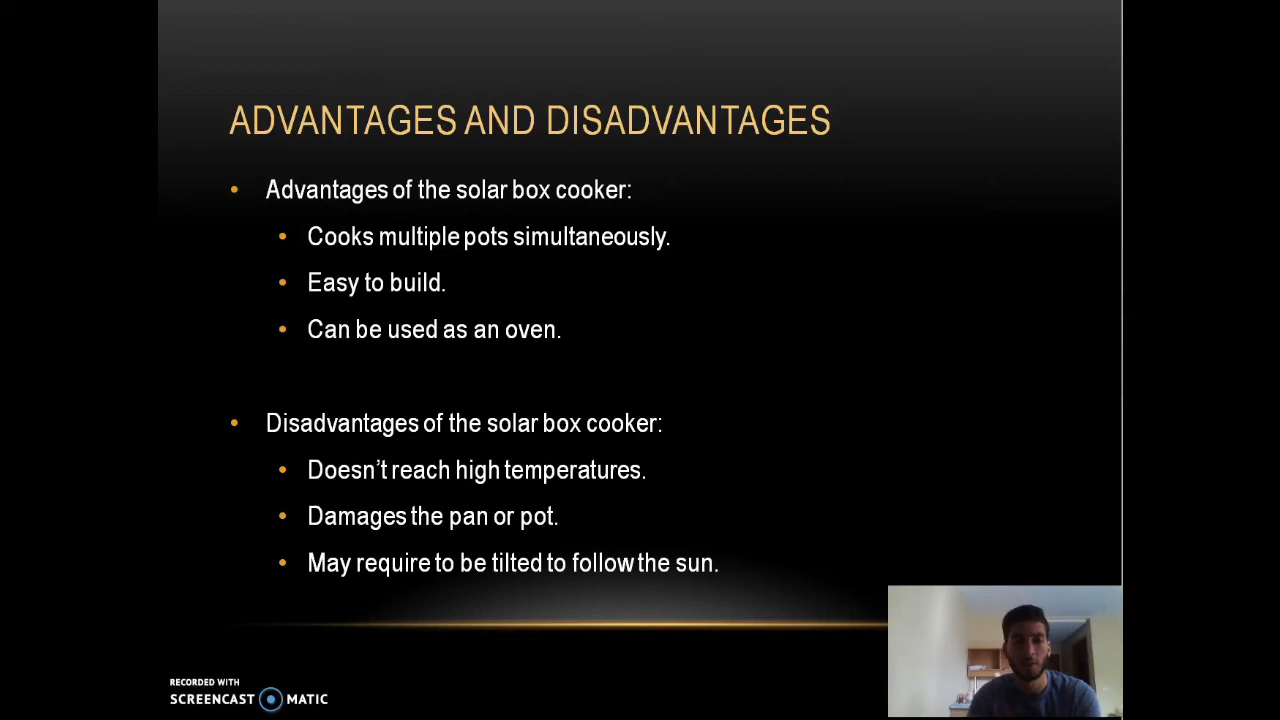 ADVANTAGES AND DISADVANTAGES
• Advantages of the solar box cooker:
• Cooks multiple pots simultaneously.
• Easy to build.
• Can be used as an oven.
• Disadvantages of the solar box cooker:
• Doesn’t reach high temperatures.
• Damages the pan or pot.
• May require to be tilted to follow the sun.
RECORDED WITH
SCREENCAST MATIC